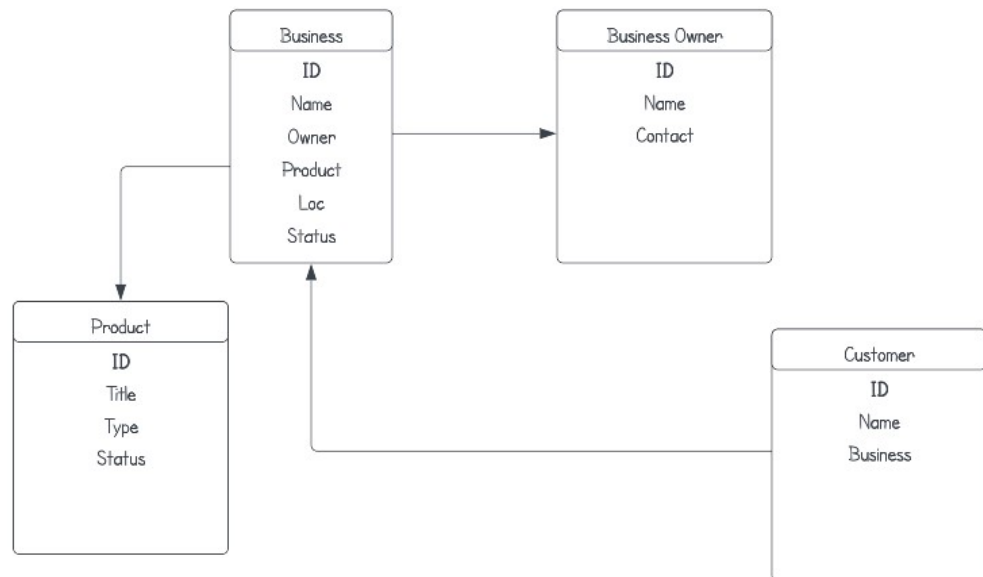 Business
ID
Name
Owner
Product
Loc
Status
Business Owner
ID
Name
Contact
Product
ID
Title
Type
Status
Customer
ID
Name
Business